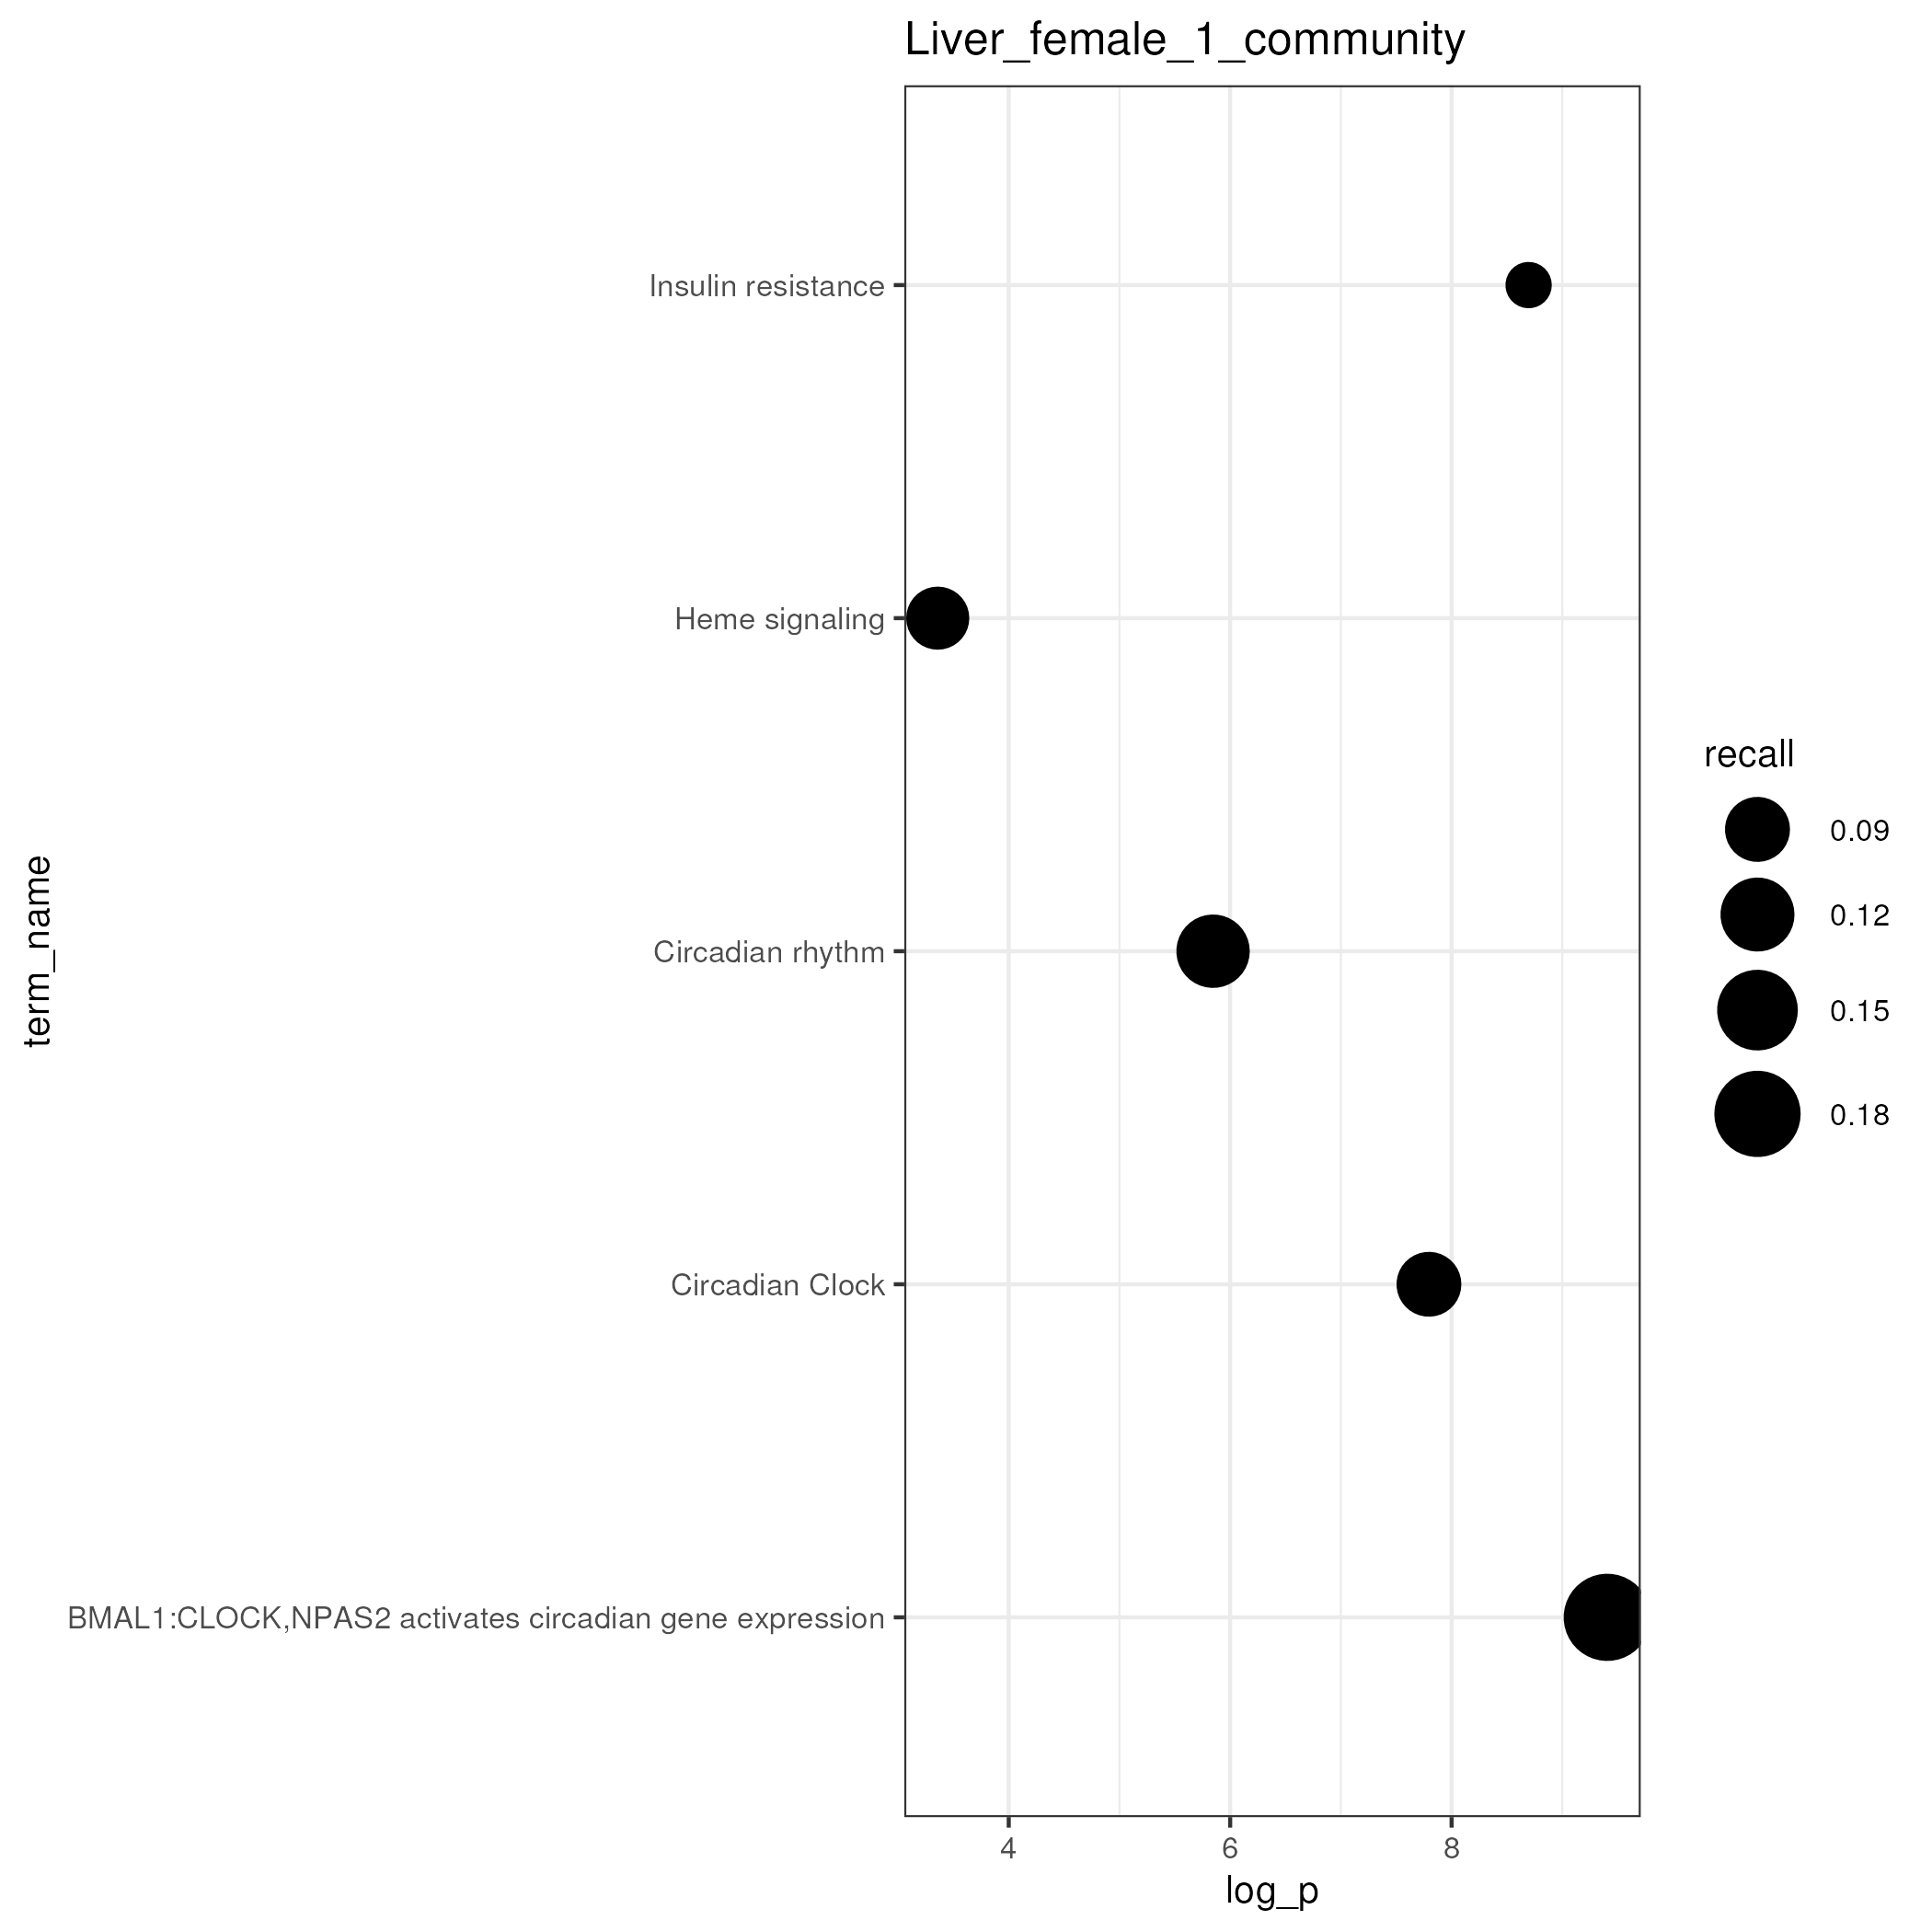 Liver_female_1_community
term_name
Insulin resistance
Heme signaling
Circadian rhythm
Circadian Clock
BMAL1:CLOCK,NPAS2 activates circadian gene expression
4 6 8
log_p
recall
0.09
0.12
0.15
0.18